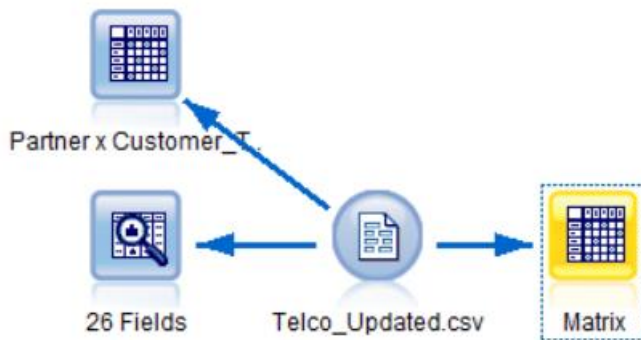 Partner x Customer_T..
26 Fields
Telco_Updated.csv
Matrix